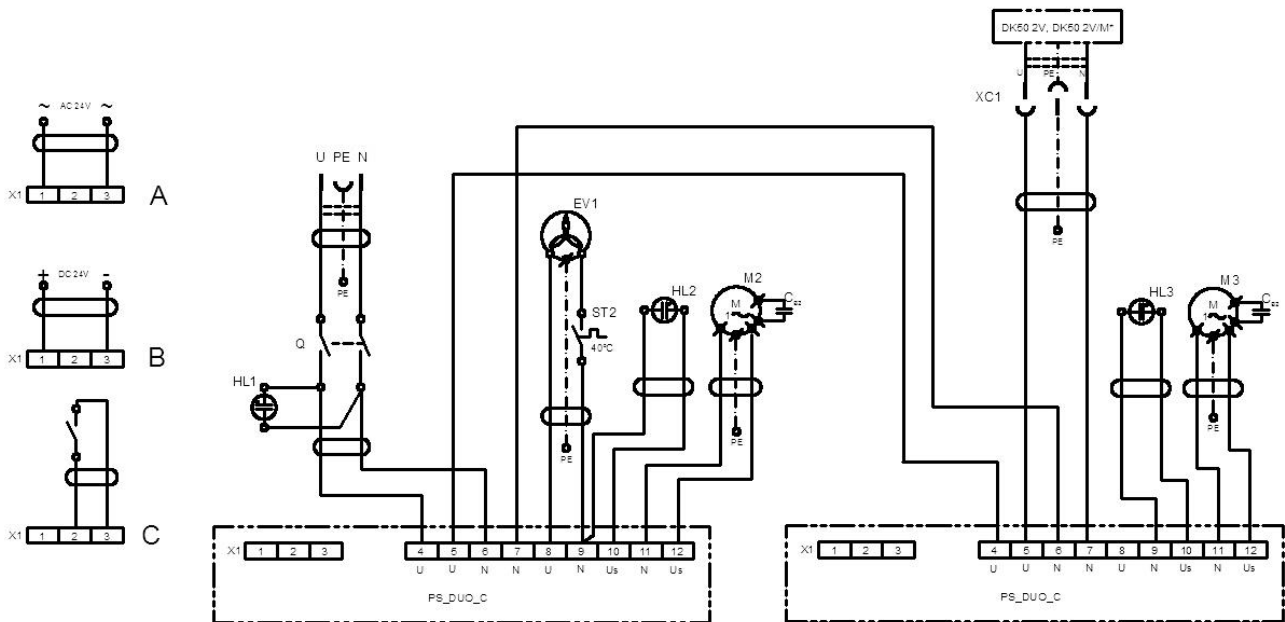 DK50 2V, DK50 2V/M*
U PE N
XC1
PE
~ AC 24V ~
X1 1 2 3 A
+ DC 24V -
X1 1 2 3 B
X1 1 2 3 C
U PE N
PE
Q
HL1
EV1
ST2
40°C
PE
HL2
M2
M
1~
PE
HL3
M3
M
1~
PE
X1 1 2 3
4 5 6 7 8 9 10 11 12
U U N N U N Us N Us
PS_DUO_C
X1 1 2 3
4 5 6 7 8 9 10 11 12
U U N N U N Us N Us
PS_DUO_C